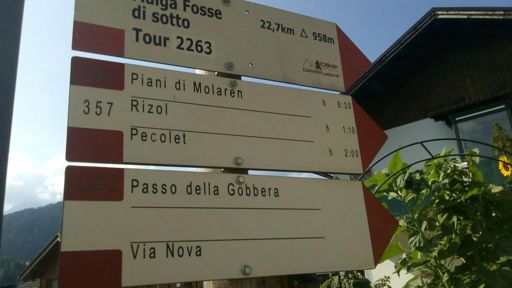 Malga Fosse
di sotto
22,7km △ 958m
Tour 2263
357
Piani di Molaren h 0:30
Rizol h 1:10
Pecolet h 2:00
Passo della Gobbera
Via Nova